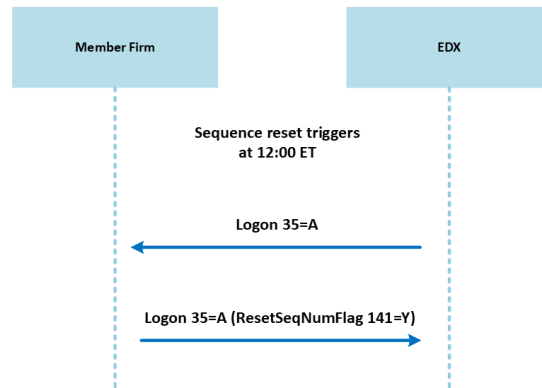 Member Firm
EDX
Sequence reset triggers
at 12:00 ET
Logon 35=A
Logon 35=A (ResetSeqNumFlag 141=Y)